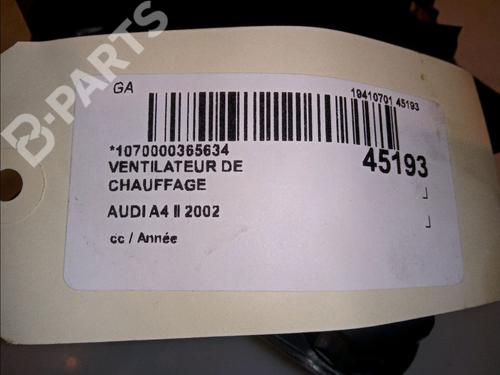 B-PARTS
GA
19410701 45193
*1070000365634
45193
VENTILATEUR DE
CHAUFFAGE
AUDI A4 II 2002
cc / Année